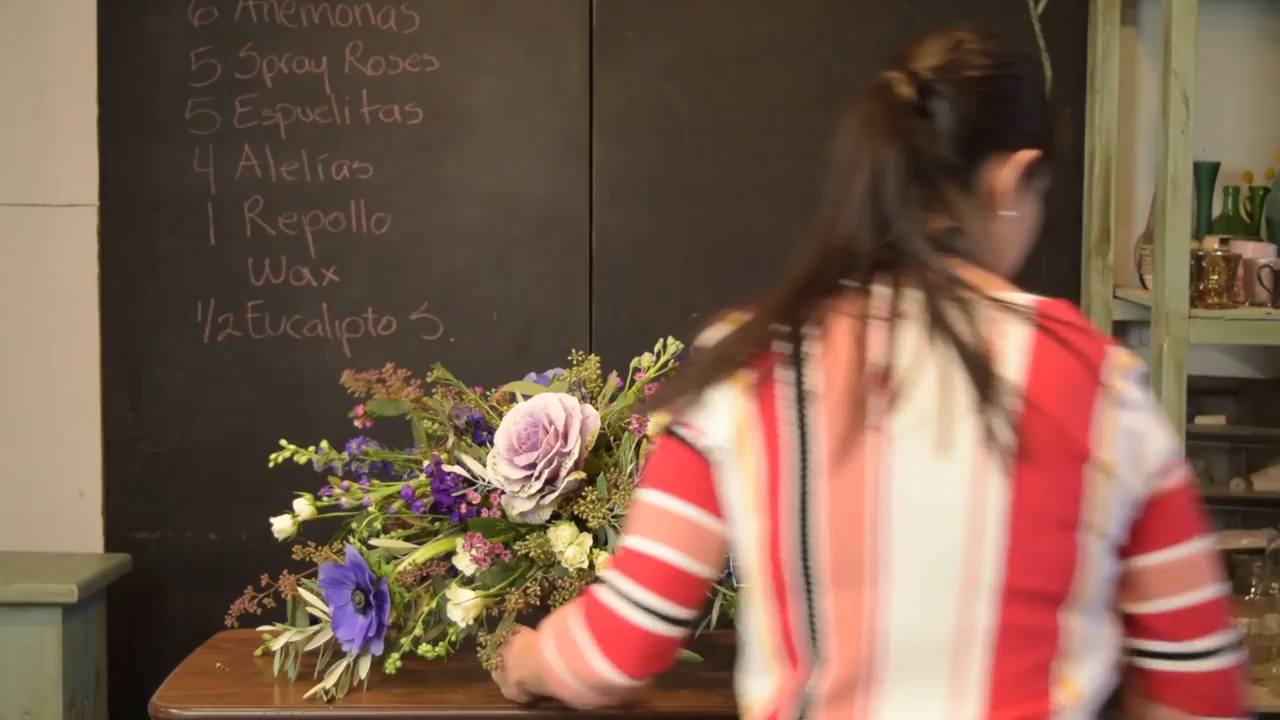 6 Anemonas
5 Spray Roses
5 Espuelitas
4 Alelías
1 Repollo
Wax
1/2 Eucalipto S.